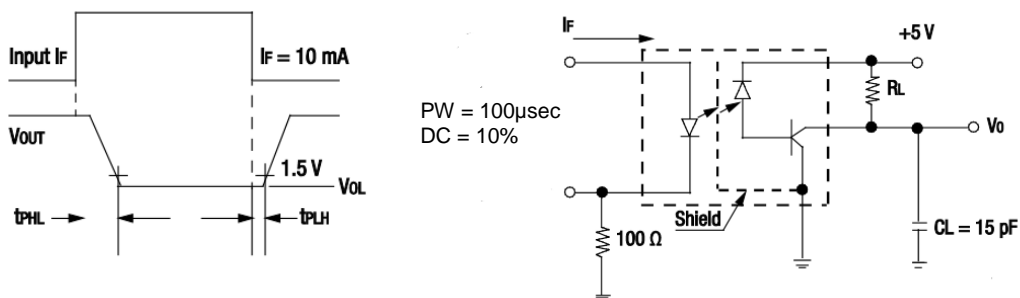 Input IF
IF = 10 mA
VOUT
1.5 V
VOL
tPHL
tPLH
PW = 100µsec
DC = 10%
IF
+5 V
RL
VO
Shield
100 Ω
CL = 15 pF